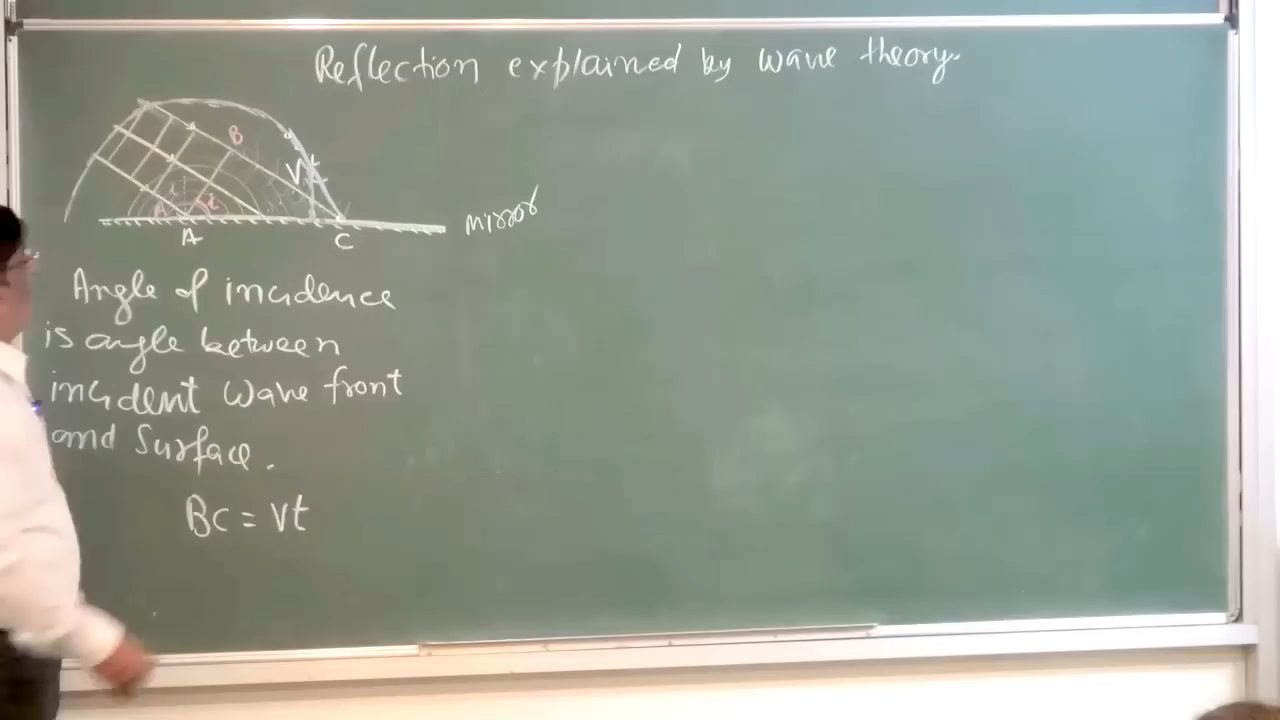 Reflection explained by wave theory.
B
Vt
i
A
C
mirror
Angle of incidence
is angle between
incident Wave front
and Surface.
BC = Vt